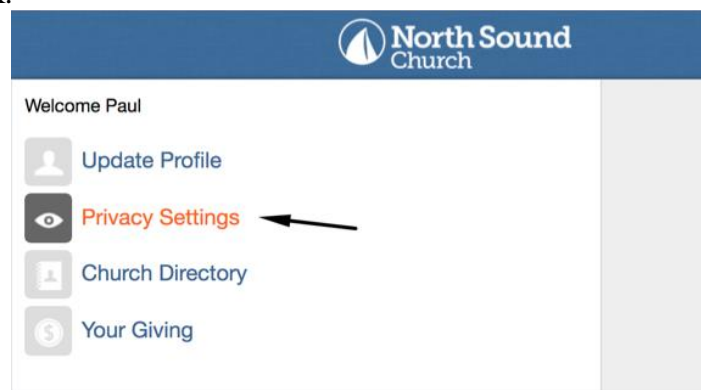 North Sound
Church
Welcome Paul
Update Profile
Privacy Settings
Church Directory
Your Giving